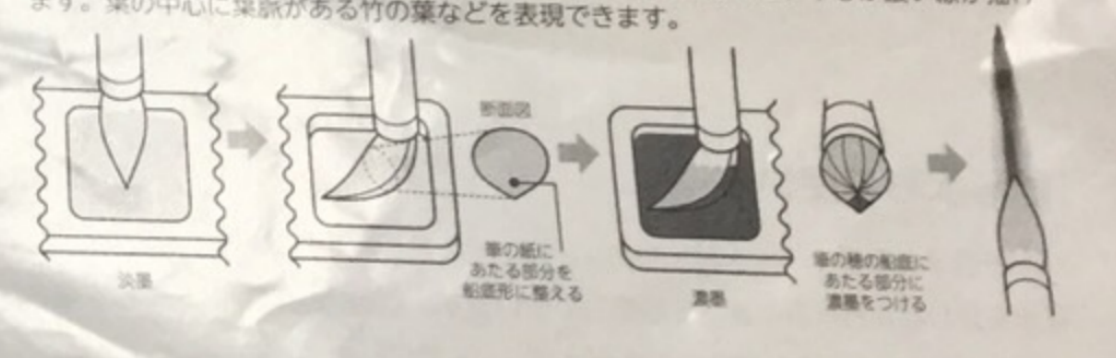 ます。葉の中心に葉脈がある竹の葉などを表現できます。
淡墨
断面図
筆の紙に
あたる部分を
船底形に整える
濃墨
筆の穂の船底に
あたる部分に
濃墨をつける